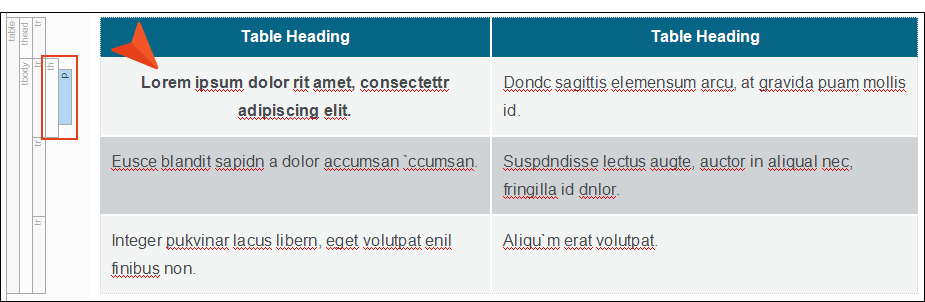 table
thead
tr
Table Heading
Table Heading
tbody
tr
th
p
Lorem ipsum dolor rit amet, consectettr
adipiscing elit.
Dondc sagittis elemensum arcu, at gravida puam mollis
id.
tr
Eusce blandit sapidn a dolor accumsan `ccumsan.
Suspdndisse lectus augte, auctor in aliqual nec,
fringilla id dnlor.
tr
Integer pukvinar lacus libern, eget volutpat enil
finibus non.
Aliqu`m erat volutpat.